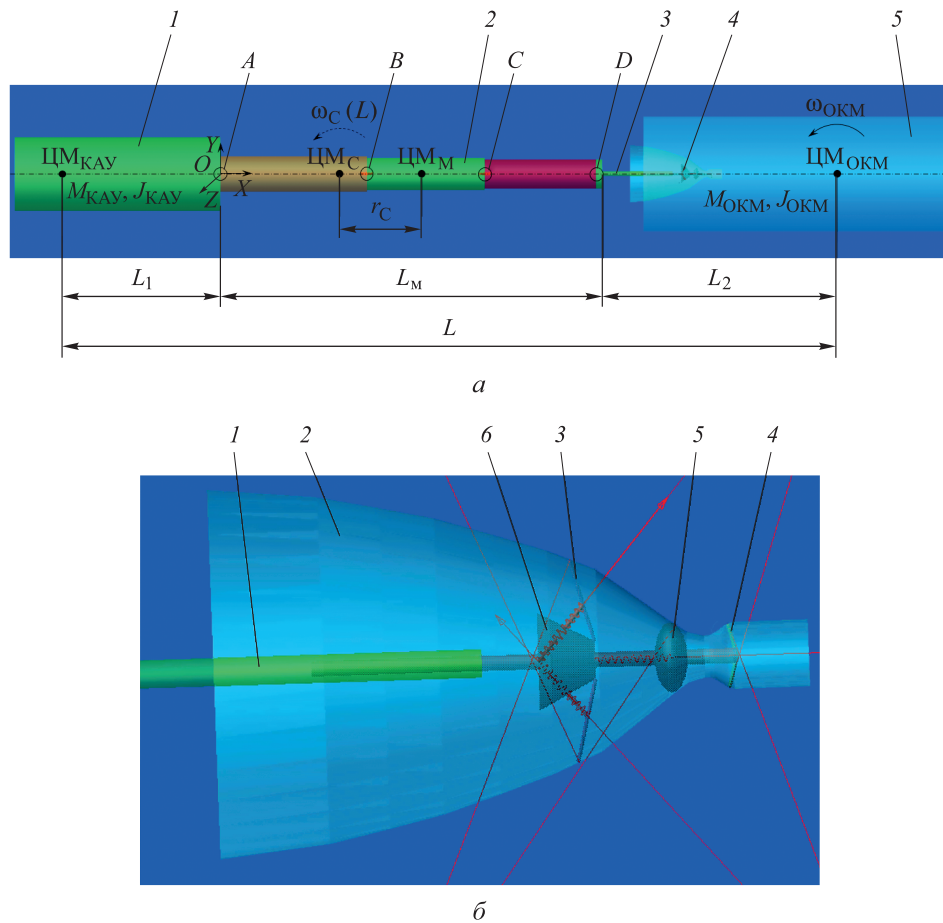 1 2 3 4 5
A B C D
ω_C (L) ω_ОКМ
ЦМ_КАУ Y ЦМ_С ЦМ_М ЦМ_ОКМ
O X
M_КАУ, J_КАУ Z r_C M_ОКМ, J_ОКМ
L_1 L_м L_2
L
а
1 2 6 3 5 4
б